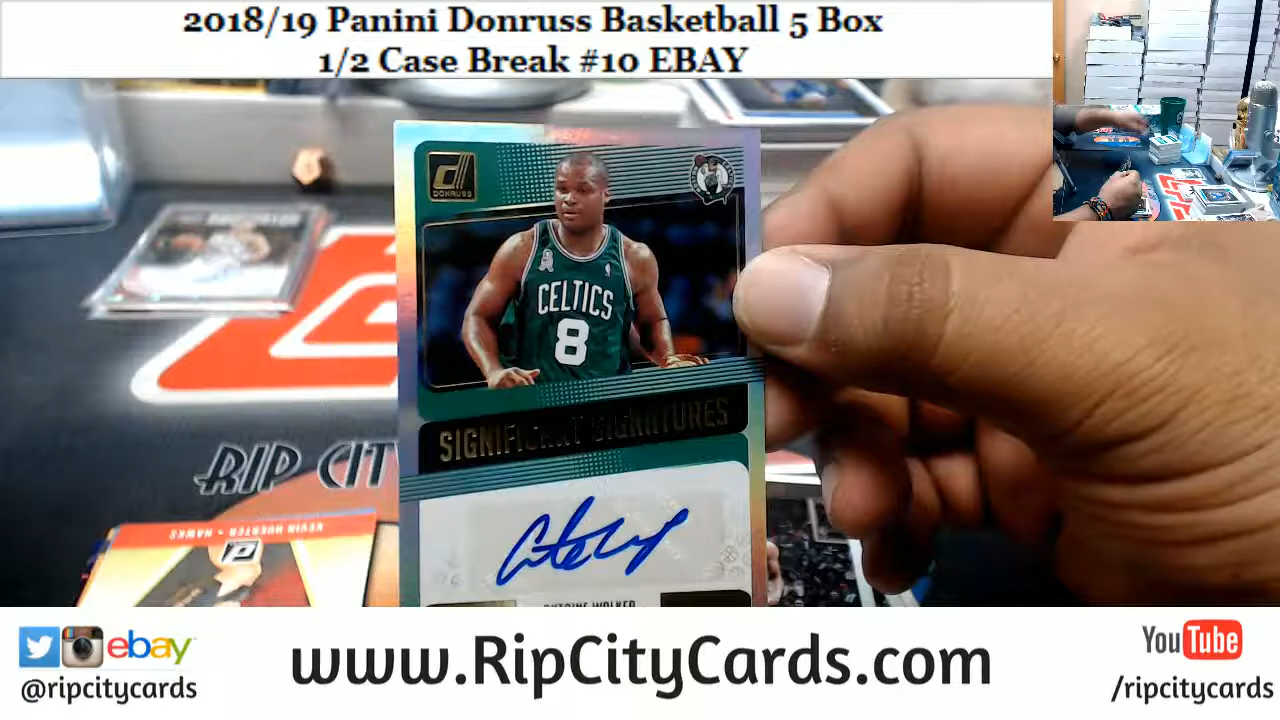 2018/19 Panini Donruss Basketball 5 Box
1/2 Case Break #10 EBAY
DONRUSS
CELTICS
8
SIGNIFICANT SIGNATURES
ANTOINE WALKER
RIP CIT
KEVIN HUERTER • HAWKS
ebay
@ripcitycards
www.RipCityCards.com
YouTube
/ripcitycards